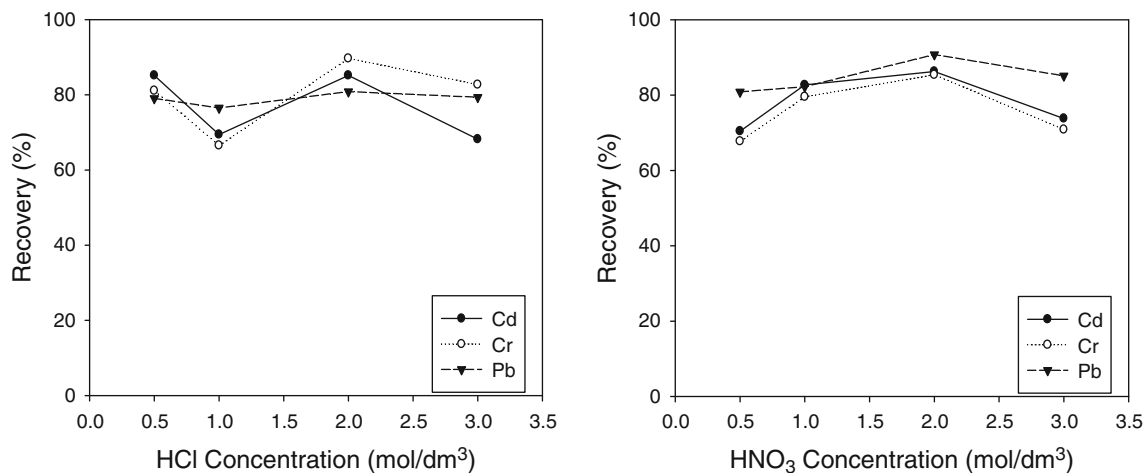 100
80
60
40
20
0
Recovery (%)
Cd
Cr
Pb
0.0 0.5 1.0 1.5 2.0 2.5 3.0 3.5
HCl Concentration (mol/dm³)
100
80
60
40
20
0
Recovery (%)
Cd
Cr
Pb
0.0 0.5 1.0 1.5 2.0 2.5 3.0 3.5
HNO₃ Concentration (mol/dm³)